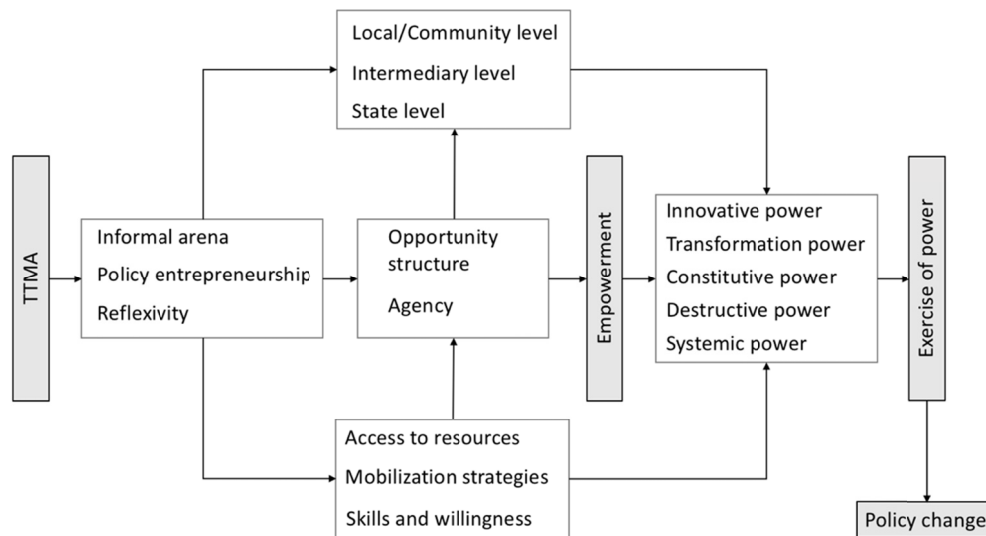 Local/Community level
Intermediary level
State level
TTMA
Informal arena
Policy entrepreneurship
Reflexivity
Opportunity
structure
Agency
Empowerment
Innovative power
Transformation power
Constitutive power
Destructive power
Systemic power
Exercise of power
Access to resources
Mobilization strategies
Skills and willingness
Policy change